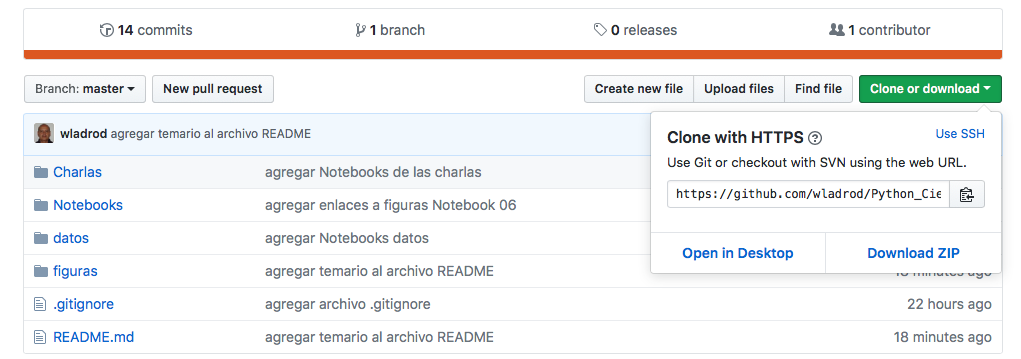 14 commits 1 branch 0 releases 1 contributor
Branch: master New pull request Create new file Upload files Find file Clone or download
wladrod agregar temario al archivo README
Clone with HTTPS Use SSH
Use Git or checkout with SVN using the web URL.
https://github.com/wladrod/Python_Cie
Open in Desktop Download ZIP
Charlas agregar Notebooks de las charlas
Notebooks agregar enlaces a figuras Notebook 06
datos agregar Notebooks datos
figuras agregar temario al archivo README 18 minutes ago
.gitignore agregar archivo .gitignore 22 hours ago
README.md agregar temario al archivo README 18 minutes ago